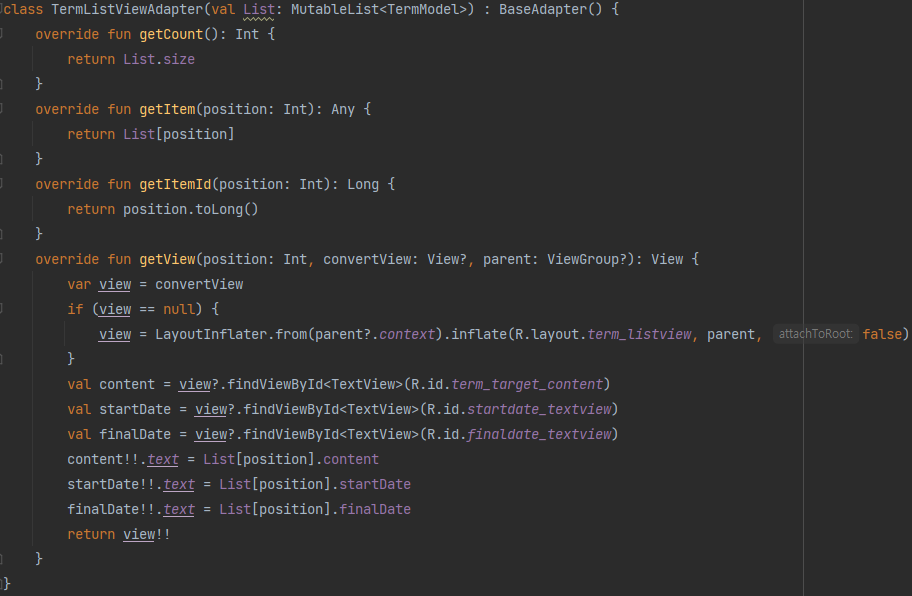 class TermListViewAdapter(val List: MutableList<TermModel>) : BaseAdapter() {
    override fun getCount(): Int {
        return List.size
    }
    override fun getItem(position: Int): Any {
        return List[position]
    }
    override fun getItemId(position: Int): Long {
        return position.toLong()
    }
    override fun getView(position: Int, convertView: View?, parent: ViewGroup?): View {
        var view = convertView
        if (view == null) {
            view = LayoutInflater.from(parent?.context).inflate(R.layout.term_listview, parent, attachToRoot: false)
        }
        val content = view?.findViewById<TextView>(R.id.term_target_content)
        val startDate = view?.findViewById<TextView>(R.id.startdate_textview)
        val finalDate = view?.findViewById<TextView>(R.id.finaldate_textview)
        content!!.text = List[position].content
        startDate!!.text = List[position].startDate
        finalDate!!.text = List[position].finalDate
        return view!!
    }
}